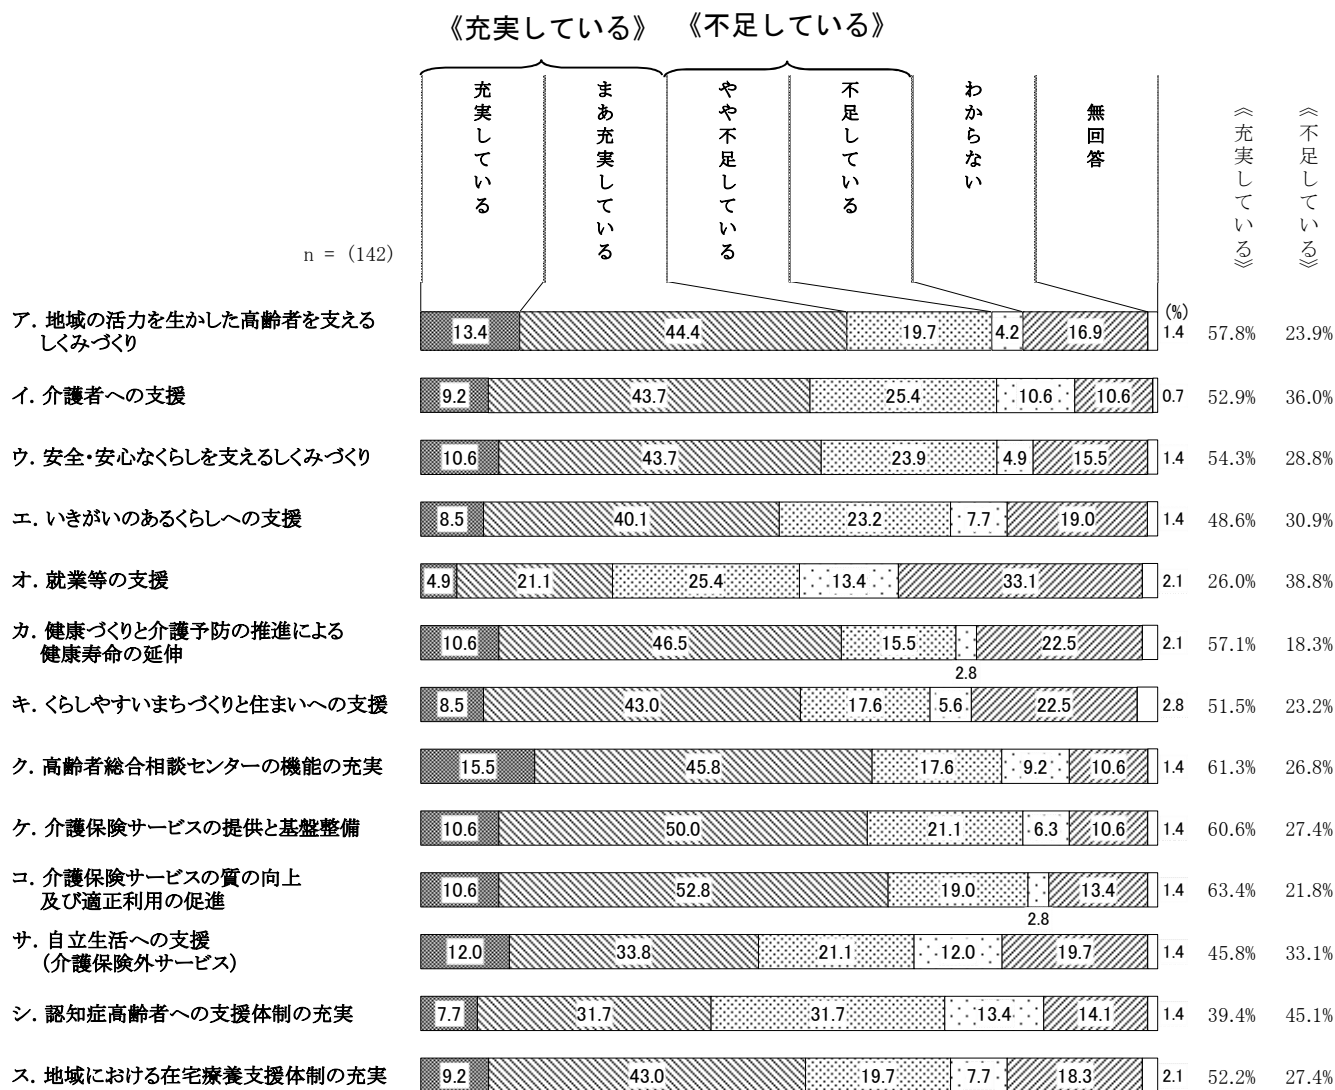 《充実している》 《不足している》
充実している
まあ充実している
やや不足している
不足している
わからない
無回答
《充実している》
《不足している》
n = (142)
(%)
ア. 地域の活力を生かした高齢者を支える
しくみづくり
13.4 44.4 19.7 4.2 16.9 1.4 57.8% 23.9%
イ. 介護者への支援 9.2 43.7 25.4 10.6 10.6 0.7 52.9% 36.0%
ウ. 安全・安心なくらしを支えるしくみづくり 10.6 43.7 23.9 4.9 15.5 1.4 54.3% 28.8%
エ. いきがいのあるくらしへの支援 8.5 40.1 23.2 7.7 19.0 1.4 48.6% 30.9%
オ. 就業等の支援 4.9 21.1 25.4 13.4 33.1 2.1 26.0% 38.8%
カ. 健康づくりと介護予防の推進による
健康寿命の延伸
10.6 46.5 15.5 2.8 22.5 2.1 57.1% 18.3%
キ. くらしやすいまちづくりと住まいへの支援 8.5 43.0 17.6 5.6 22.5 2.8 51.5% 23.2%
ク. 高齢者総合相談センターの機能の充実 15.5 45.8 17.6 9.2 10.6 1.4 61.3% 26.8%
ケ. 介護保険サービスの提供と基盤整備 10.6 50.0 21.1 6.3 10.6 1.4 60.6% 27.4%
コ. 介護保険サービスの質の向上
及び適正利用の促進
10.6 52.8 19.0 2.8 13.4 1.4 63.4% 21.8%
サ. 自立生活への支援
(介護保険外サービス)
12.0 33.8 21.1 12.0 19.7 1.4 45.8% 33.1%
シ. 認知症高齢者への支援体制の充実 7.7 31.7 31.7 13.4 14.1 1.4 39.4% 45.1%
ス. 地域における在宅療養支援体制の充実 9.2 43.0 19.7 7.7 18.3 2.1 52.2% 27.4%